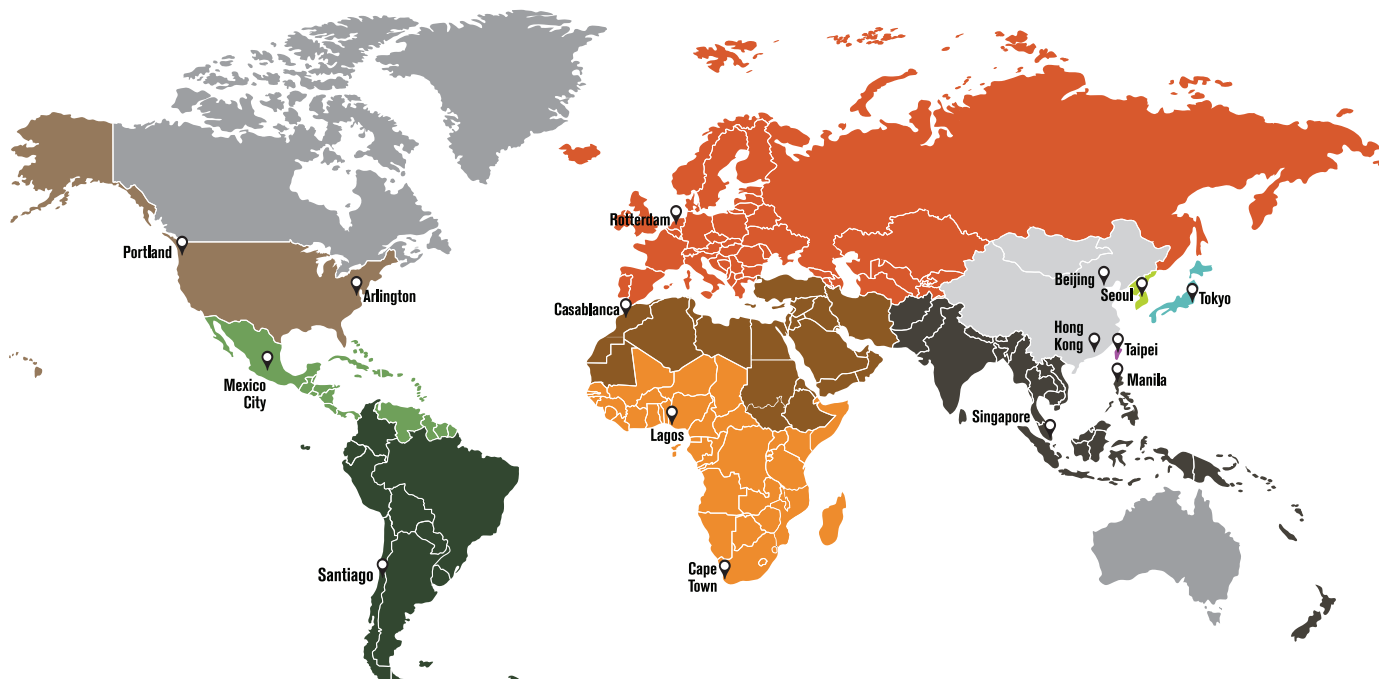 Rotterdam
Portland
Arlington
Casablanca
Beijing
Seoul
Tokyo
Hong
Kong
Taipei
Mexico
City
Manila
Singapore
Lagos
Santiago
Cape
Town